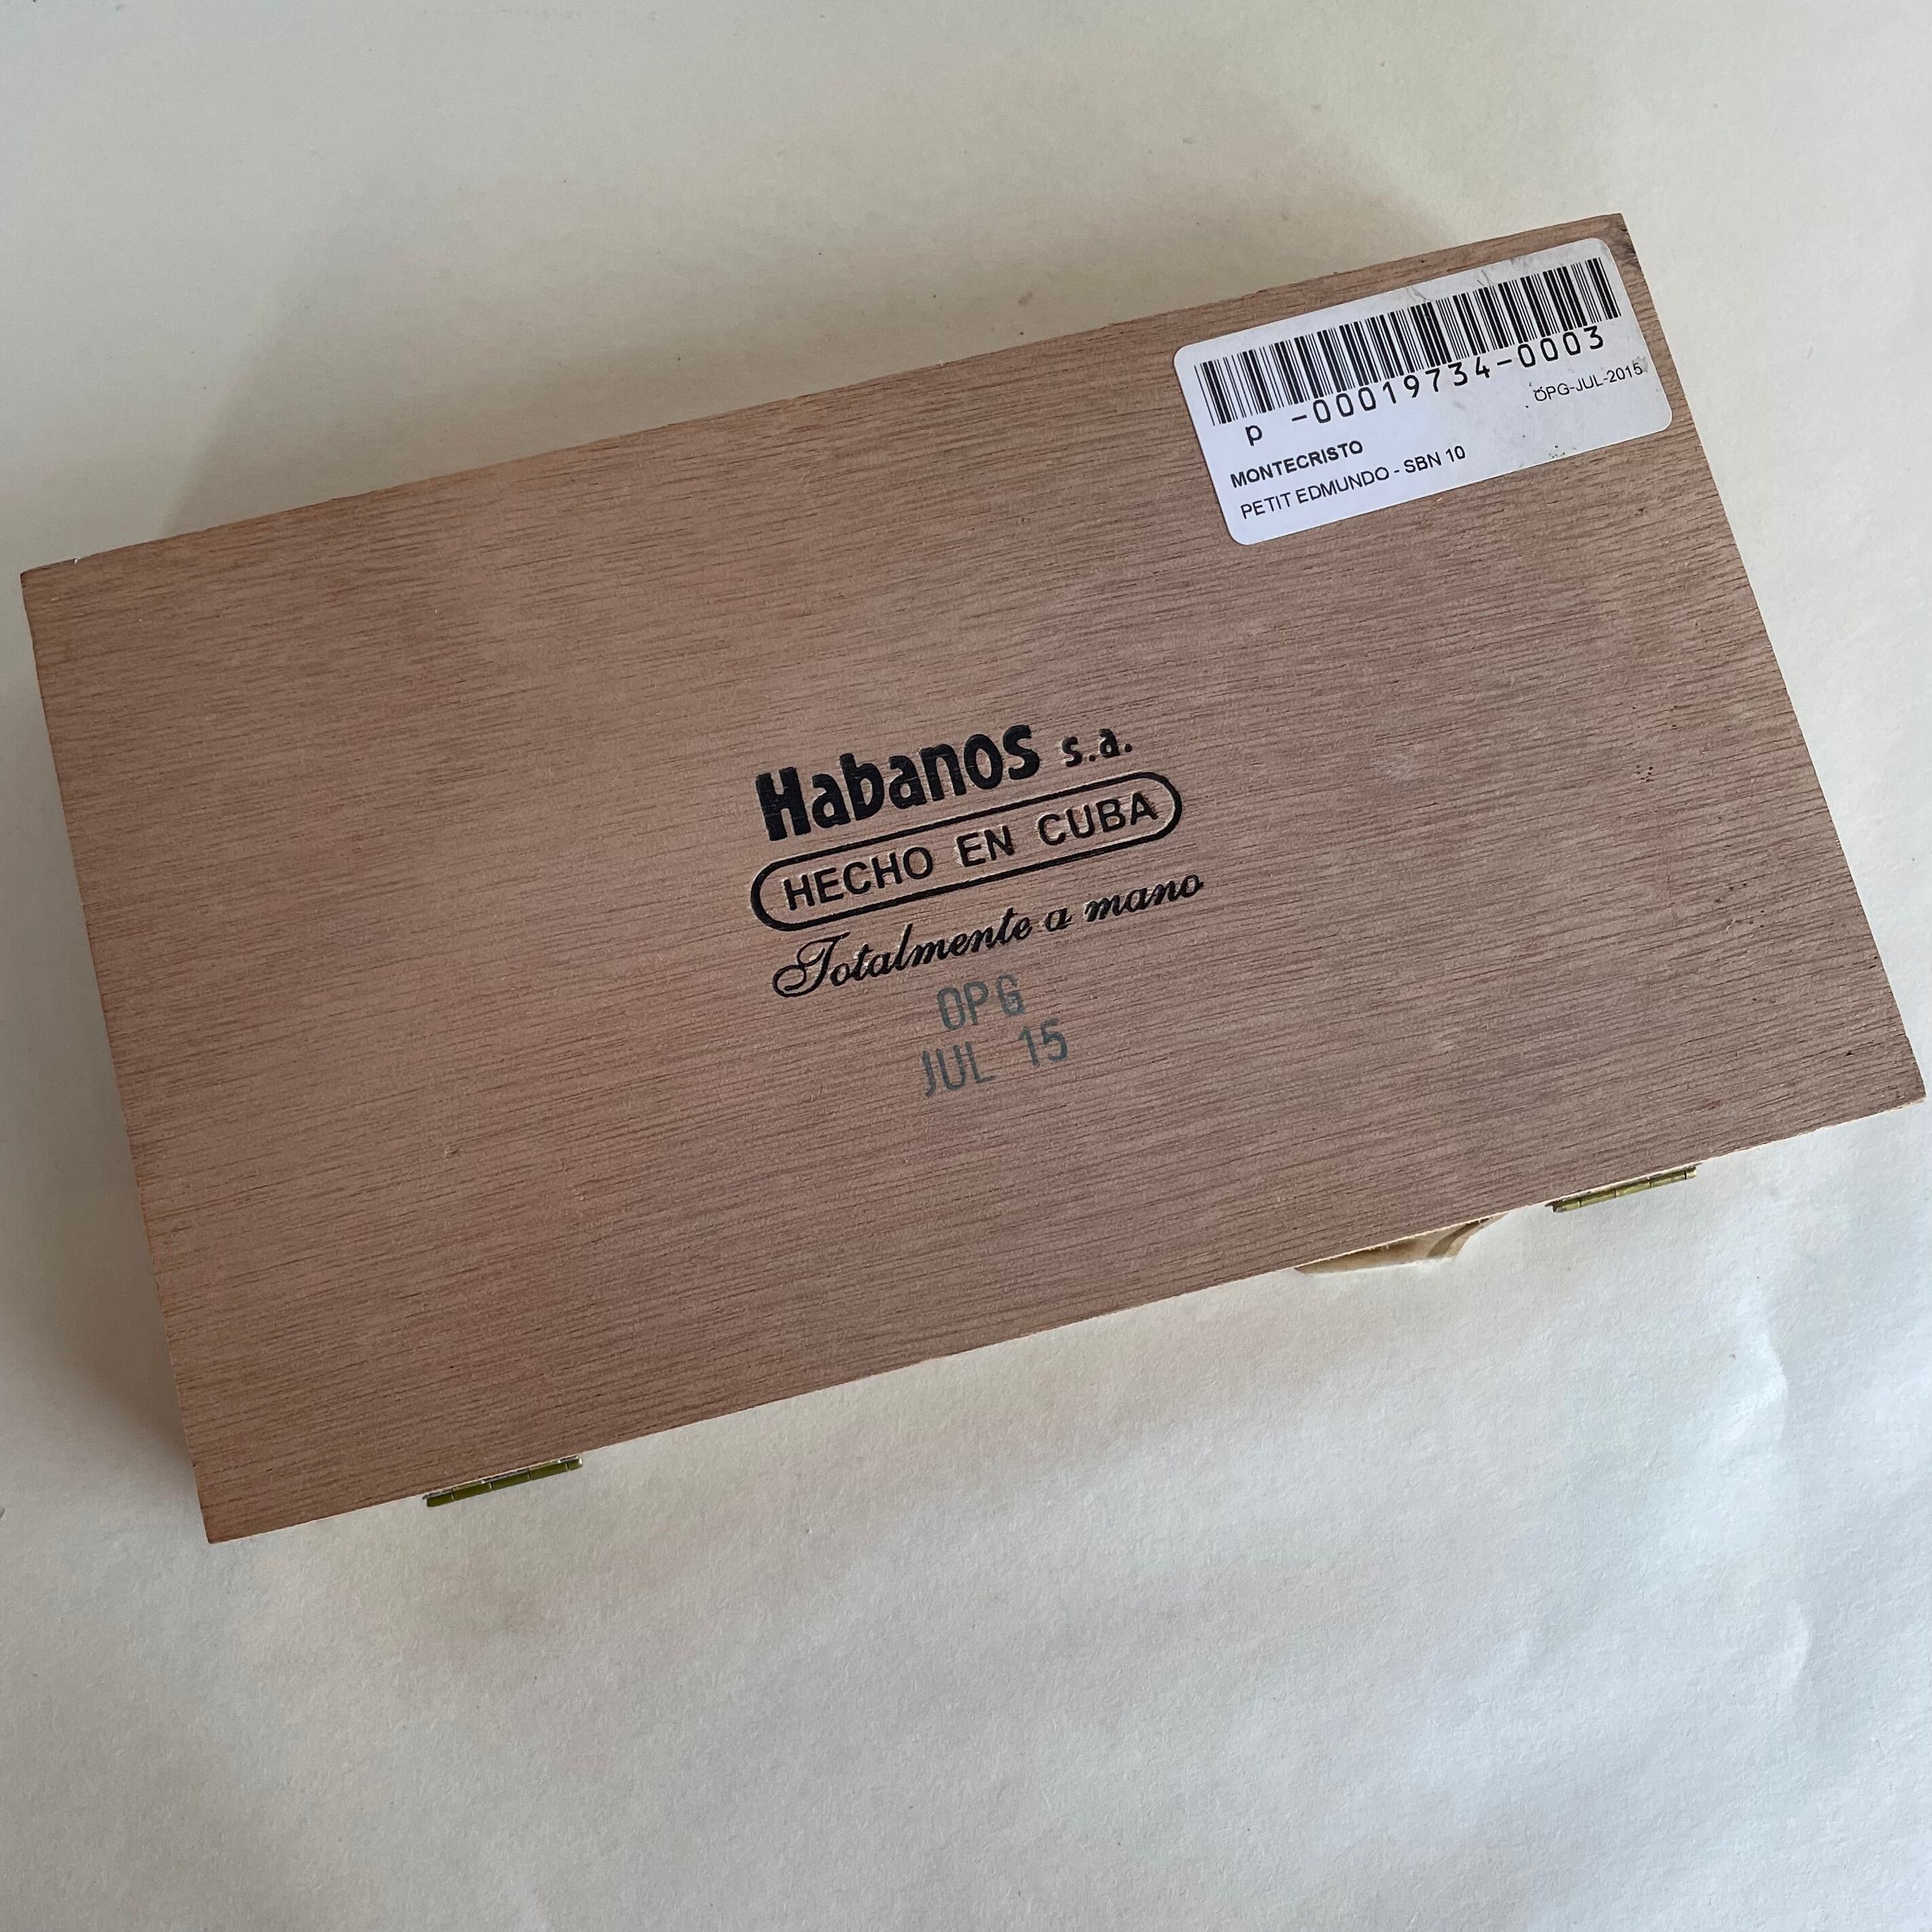 p -00019734-0003
OPG-JUL-2015
MONTECRISTO
PETIT EDMUNDO - SBN 10
Habanos s.a.
HECHO EN CUBA
Totalmente a mano
OPG
JUL 15